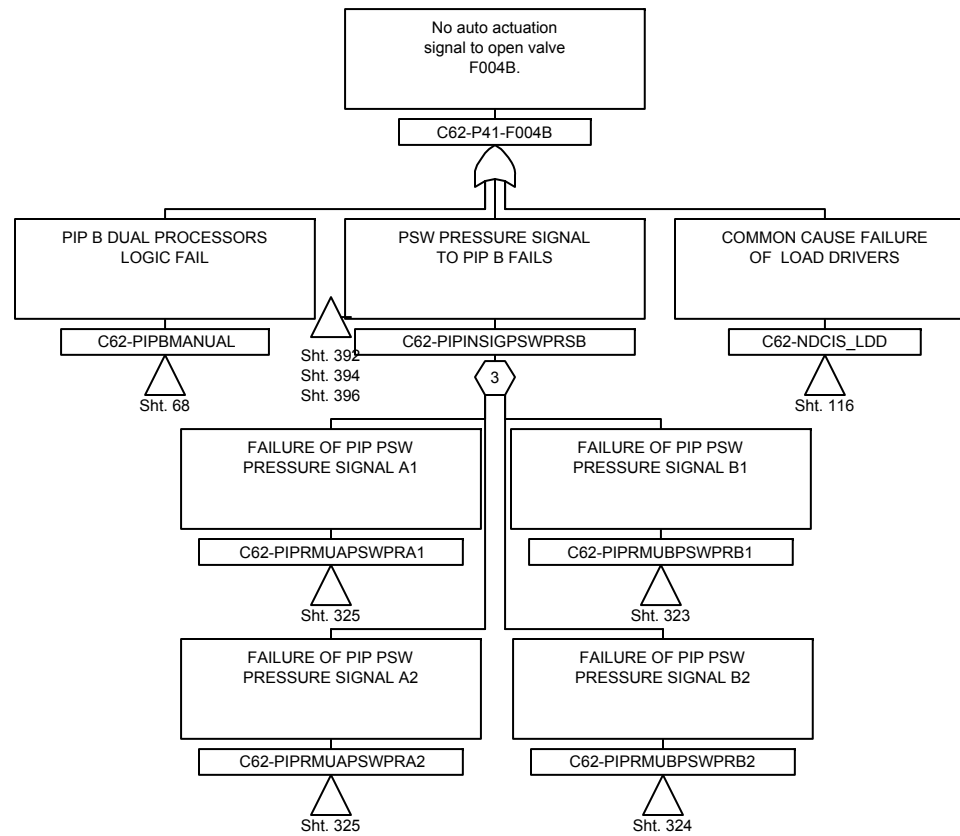 No auto actuation
signal to open valve
F004B.
C62-P41-F004B
PIP B DUAL PROCESSORS
LOGIC FAIL
PSW PRESSURE SIGNAL
TO PIP B FAILS
COMMON CAUSE FAILURE
OF LOAD DRIVERS
C62-PIPBMANUAL
C62-PIPINSIGPSWPRSB
C62-NDCIS_LDD
Sht. 68
Sht. 392
Sht. 394
Sht. 396
3
Sht. 116
FAILURE OF PIP PSW
PRESSURE SIGNAL A1
FAILURE OF PIP PSW
PRESSURE SIGNAL B1
C62-PIPRMUAPSWPRA1
C62-PIPRMUBPSWPRB1
Sht. 325
Sht. 323
FAILURE OF PIP PSW
PRESSURE SIGNAL A2
FAILURE OF PIP PSW
PRESSURE SIGNAL B2
C62-PIPRMUAPSWPRA2
C62-PIPRMUBPSWPRB2
Sht. 325
Sht. 324